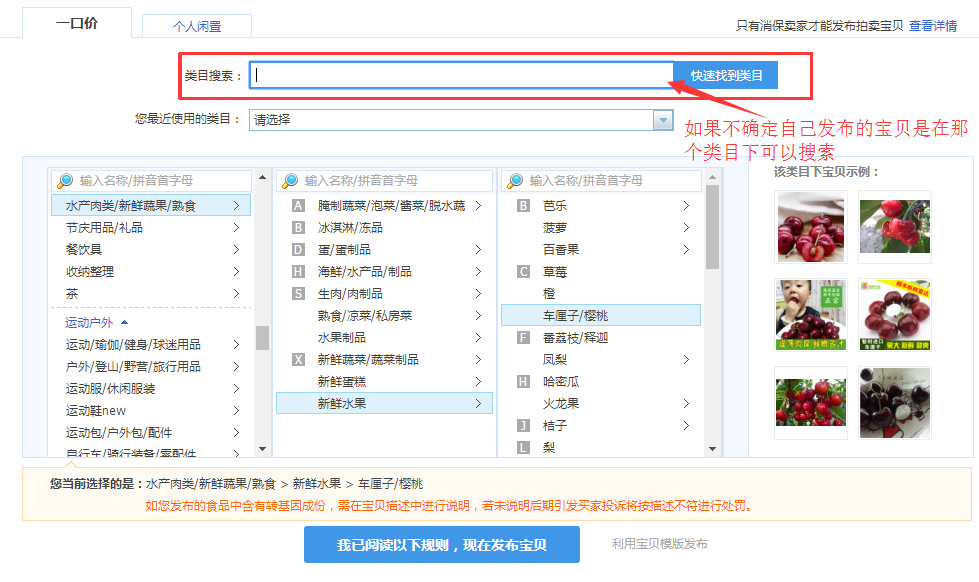 一口价
个人闲置
只有消保卖家才能发布拍卖宝贝 查看详情
类目搜索：
快速找到类目
您最近使用的类目：
请选择
如果不确定自己发布的宝贝是在那
个类目下可以搜索
输入名称/拼音首字母
水产肉类/新鲜蔬果/熟食
节庆用品/礼品
餐饮具
收纳整理
茶
运动户外
运动/瑜伽/健身/球迷用品
户外/登山/野营/旅行用品
运动服/休闲服装
运动鞋new
运动包/户外包/配件
自行车/骑行装备/零配件
输入名称/拼音首字母
A 腌制蔬菜/泡菜/酱菜/脱水蔬
B 冰淇淋/冻品
D 蛋/蛋制品
H 海鲜/水产品/制品
S 生肉/肉制品
熟食/凉菜/私房菜
水果制品
X 新鲜蔬菜/蔬菜制品
新鲜蛋糕
新鲜水果
输入名称/拼音首字母
B 芭乐
菠萝
百香果
C 草莓
橙
车厘子/樱桃
F 番荔枝/释迦
凤梨
H 哈密瓜
火龙果
J 桔子
L 梨
该类目下宝贝示例：
您当前选择的是：水产肉类/新鲜蔬果/熟食 > 新鲜水果 > 车厘子/樱桃
如您发布的食品中含有转基因成份，需在宝贝描述中进行说明，若未说明后期引发买家投诉将按描述不符进行处罚。
我已阅读以下规则，现在发布宝贝
利用宝贝模版发布